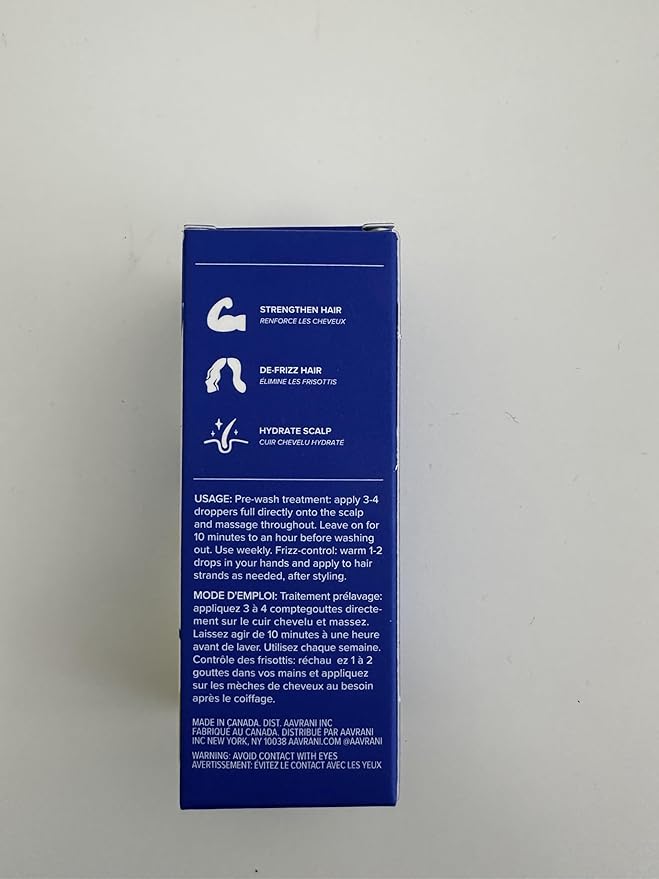 STRENGTHEN HAIR
RENFORCE LES CHEVEUX
DE-FRIZZ HAIR
ÉLIMINE LES FRISOTTIS
HYDRATE SCALP
CUIR CHEVELU HYDRATÉ
USAGE: Pre-wash treatment: apply 3-4
droppers full directly onto the scalp
and massage throughout. Leave on for
10 minutes to an hour before washing
out. Use weekly. Frizz-control: warm 1-2
drops in your hands and apply to hair
strands as needed, after styling.
MODE D'EMPLOI: Traitement prélavage:
appliquez 3 à 4 comptegouttes directe-
ment sur le cuir chevelu et massez.
Laissez agir de 10 minutes à une heure
avant de laver. Utilisez chaque semaine.
Contrôle des frisottis: réchau ez 1 à 2
gouttes dans vos mains et appliquez
sur les mèches de cheveux au besoin
après le coiffage.
MADE IN CANADA. DIST. AAVRANI INC
FABRIQUÉ AU CANADA. DISTRIBUÉ PAR AAVRANI
INC NEW YORK, NY 10038 AAVRANI.COM @AAVRANI
WARNING: AVOID CONTACT WITH EYES
AVERTISSEMENT: ÉVITEZ LE CONTACT AVEC LES YEUX